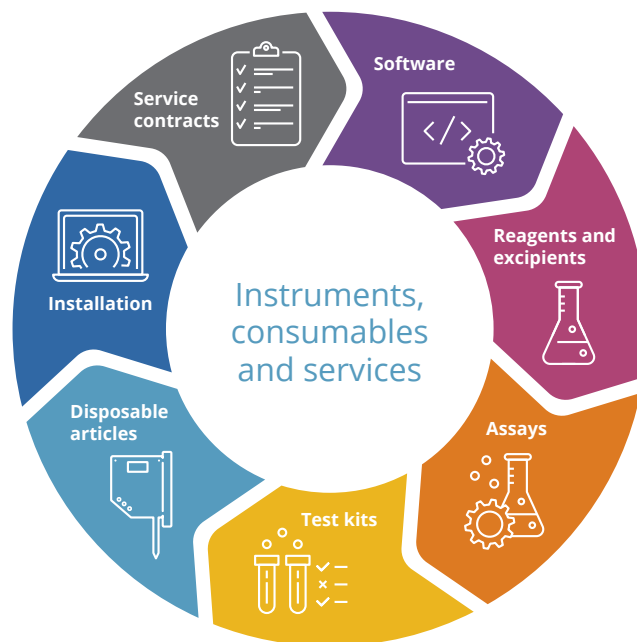 Software
Reagents and
excipients
Assays
Test kits
Disposable
articles
Installation
Service
contracts
Instruments,
consumables
and services